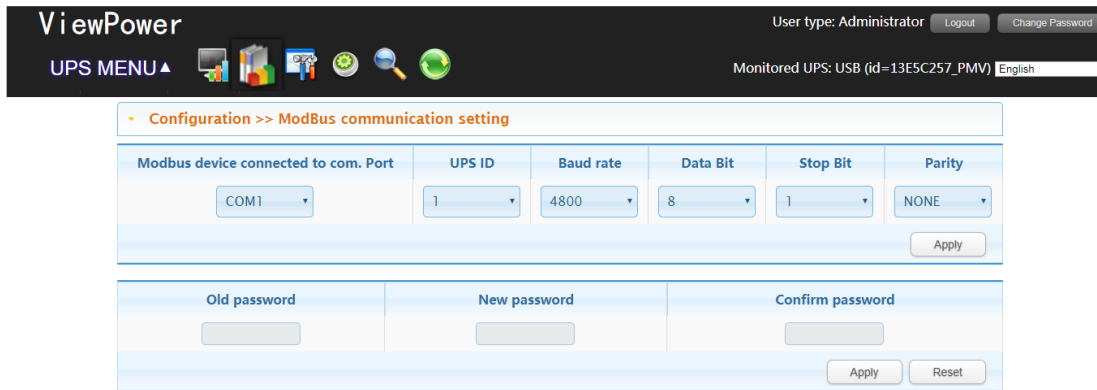 ViewPower
User type: Administrator Logout Change Password
UPS MENU▲
Monitored UPS: USB (id=13E5C257_PMV) English
Configuration >> ModBus communication setting
Modbus device connected to com. Port UPS ID Baud rate Data Bit Stop Bit Parity
COM1 1 4800 8 1 NONE
Apply
Old password New password Confirm password
Apply Reset